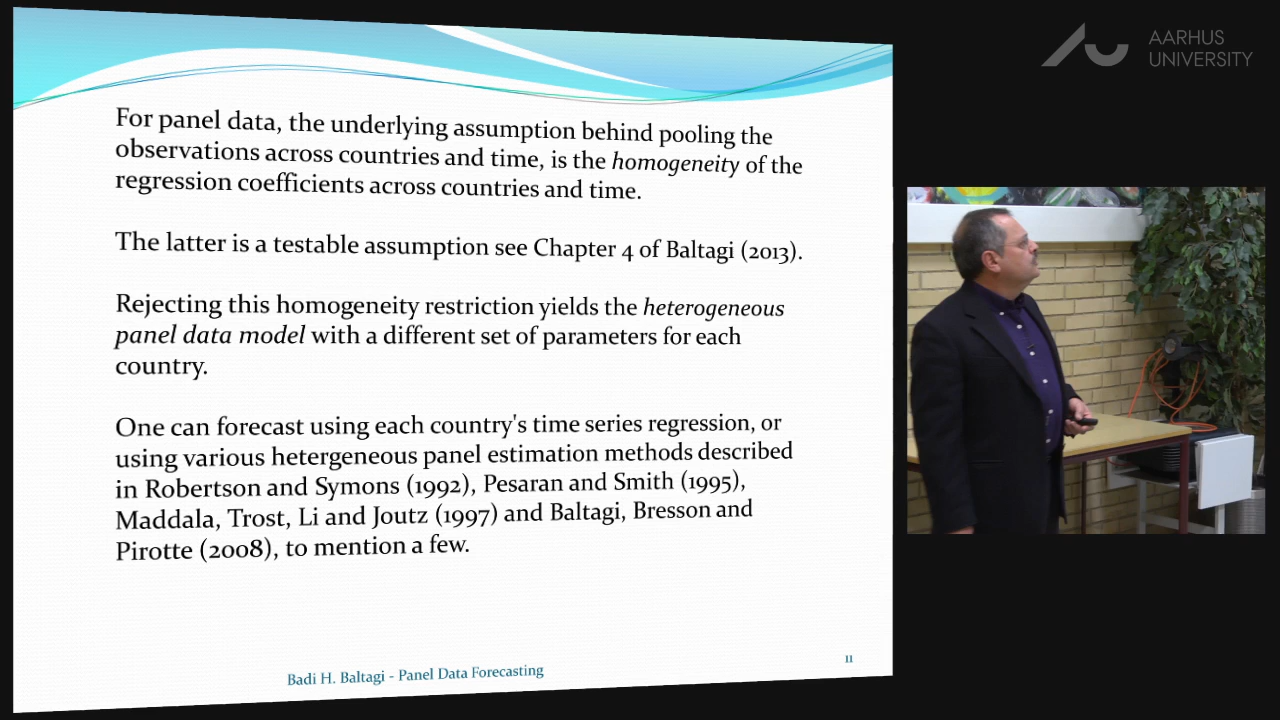 For panel data, the underlying assumption behind pooling the
observations across countries and time, is the homogeneity of the
regression coefficients across countries and time.
The latter is a testable assumption see Chapter 4 of Baltagi (2013).
Rejecting this homogeneity restriction yields the heterogeneous
panel data model with a different set of parameters for each
country.
One can forecast using each country's time series regression, or
using various hetergeneous panel estimation methods described
in Robertson and Symons (1992), Pesaran and Smith (1995),
Maddala, Trost, Li and Joutz (1997) and Baltagi, Bresson and
Pirotte (2008), to mention a few.
Badi H. Baltagi - Panel Data Forecasting
11
AARHUS
UNIVERSITY